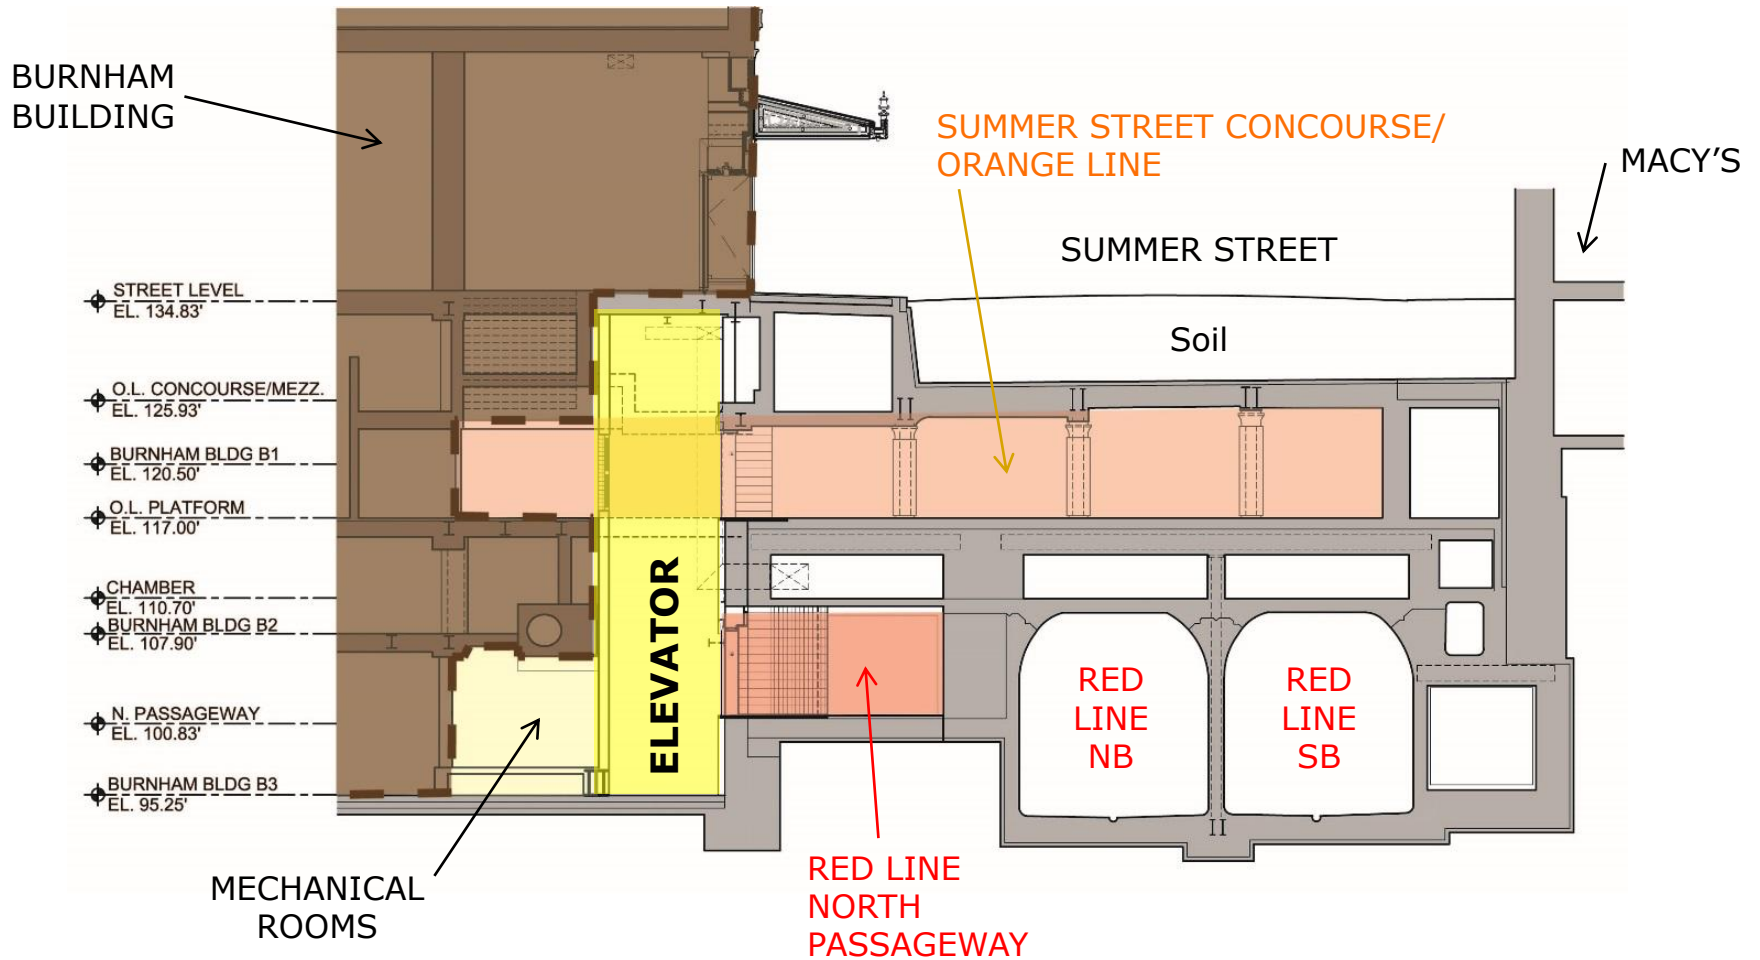 BURNHAM
BUILDING
SUMMER STREET CONCOURSE/
ORANGE LINE
MACY'S
SUMMER STREET
Soil
STREET LEVEL
EL. 134.83'
O.L. CONCOURSE/MEZZ.
EL. 125.93'
BURNHAM BLDG B1
EL. 120.50'
O.L. PLATFORM
EL. 117.00'
CHAMBER
EL. 110.70'
BURNHAM BLDG B2
EL. 107.90'
N. PASSAGEWAY
EL. 100.83'
BURNHAM BLDG B3
EL. 95.25'
ELEVATOR
RED
LINE
NB
RED
LINE
SB
MECHANICAL
ROOMS
RED LINE
NORTH
PASSAGEWAY